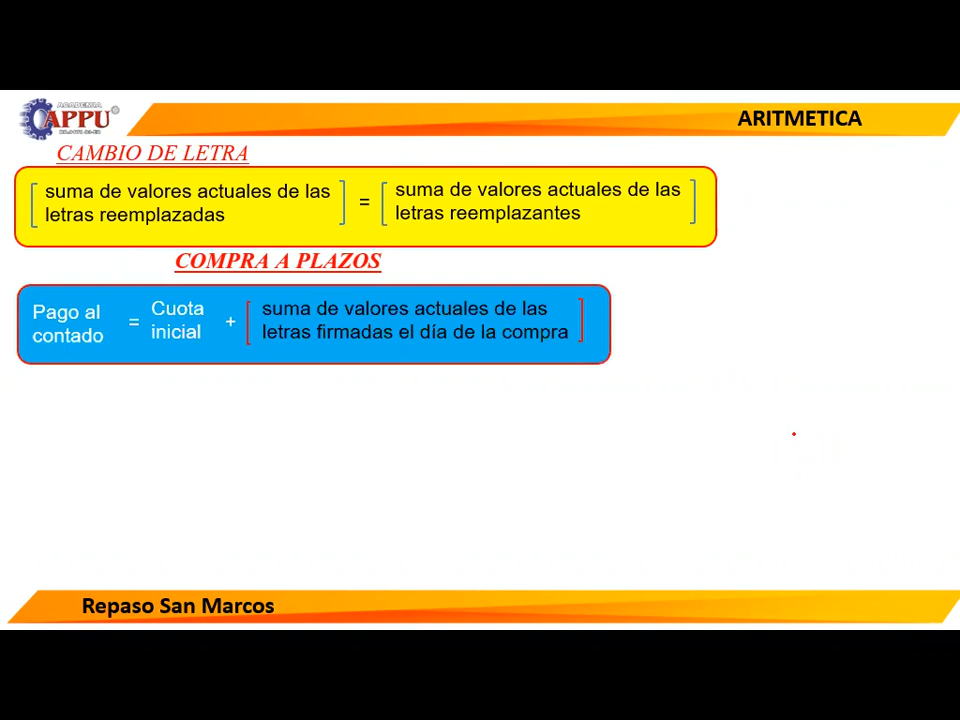 ACADEMIA
APPU®
ARITMETICA
CAMBIO DE LETRA
suma de valores actuales de las
letras reemplazadas
=
suma de valores actuales de las
letras reemplazantes
COMPRA A PLAZOS
Pago al
contado
=
Cuota
inicial
+
suma de valores actuales de las
letras firmadas el día de la compra
Repaso San Marcos